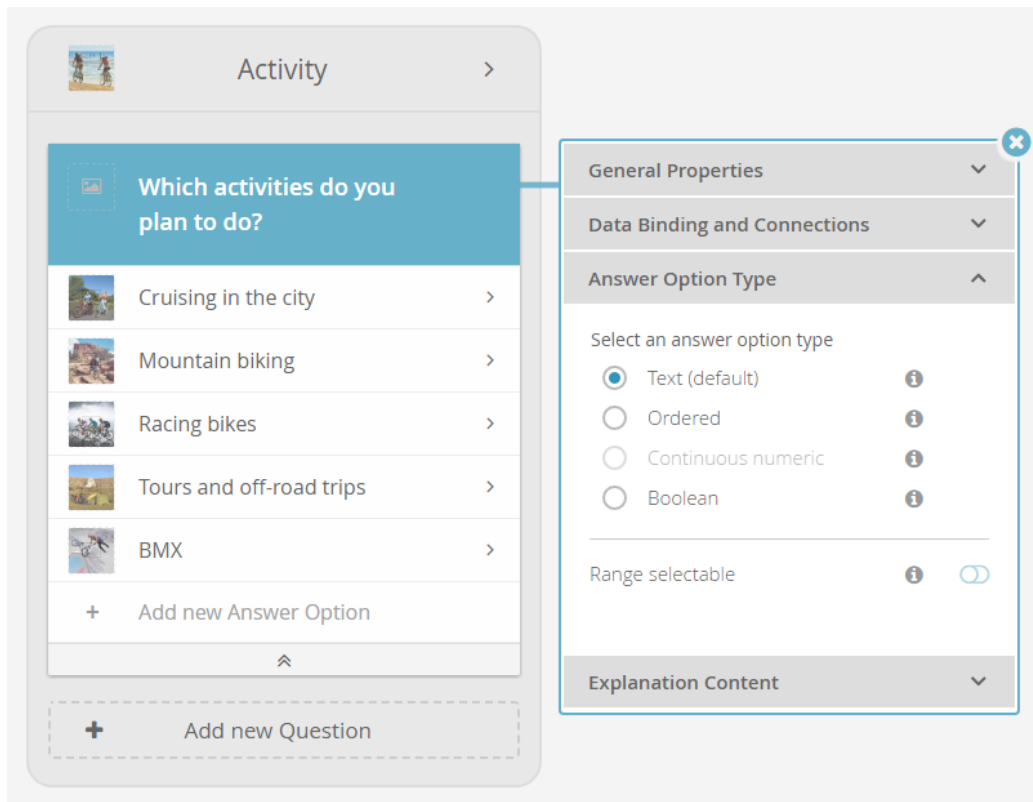 Activity
Which activities do you
plan to do?
Cruising in the city
Mountain biking
Racing bikes
Tours and off-road trips
BMX
Add new Answer Option
Add new Question
General Properties
Data Binding and Connections
Answer Option Type
Select an answer option type
Text (default)
Ordered
Continuous numeric
Boolean
Range selectable
Explanation Content